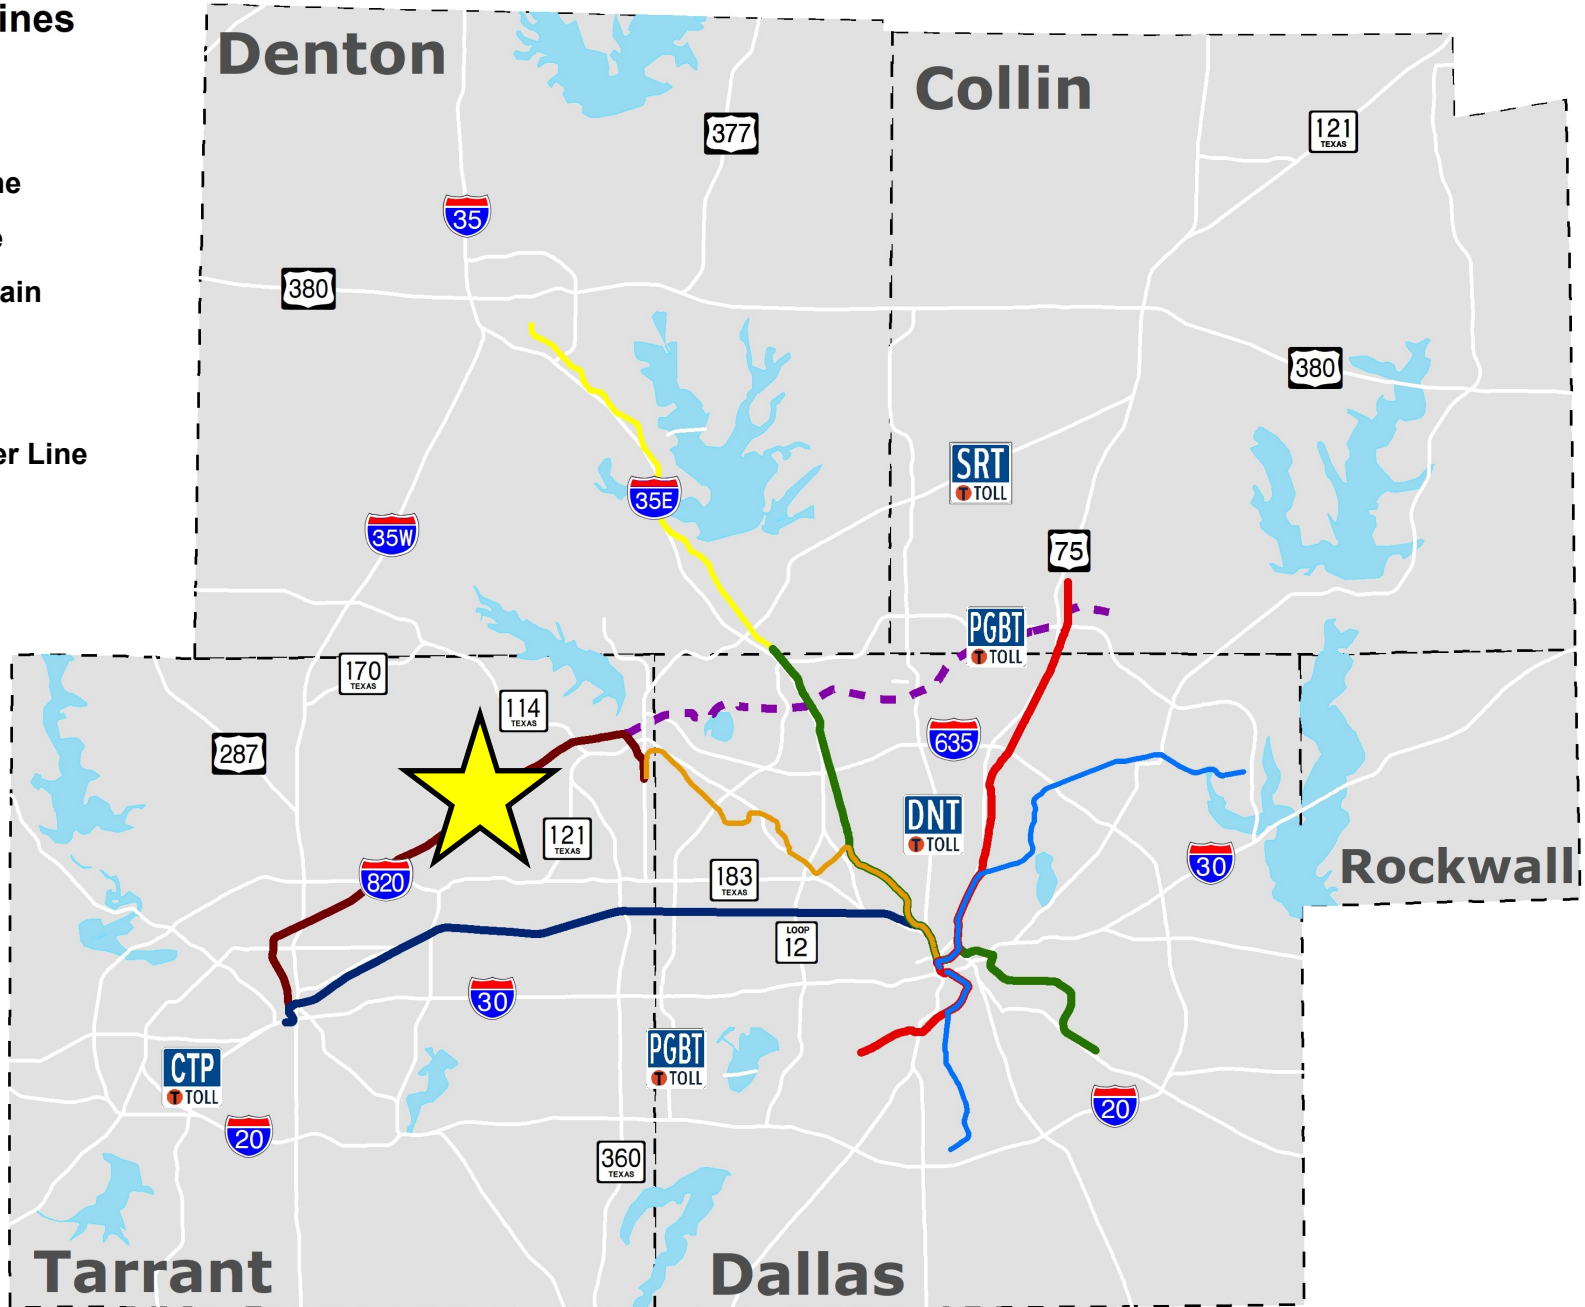 ines
ne
e
ain
er Line
Denton
Collin
377
121
TEXAS
35
380
380
SRT
T TOLL
35E
35W
75
PGBT
T TOLL
170
TEXAS
114
TEXAS
287
635
DNT
T TOLL
121
TEXAS
820
183
TEXAS
30
Rockwall
LOOP
12
30
PGBT
T TOLL
CTP
T TOLL
20
20
360
TEXAS
Tarrant
Dallas